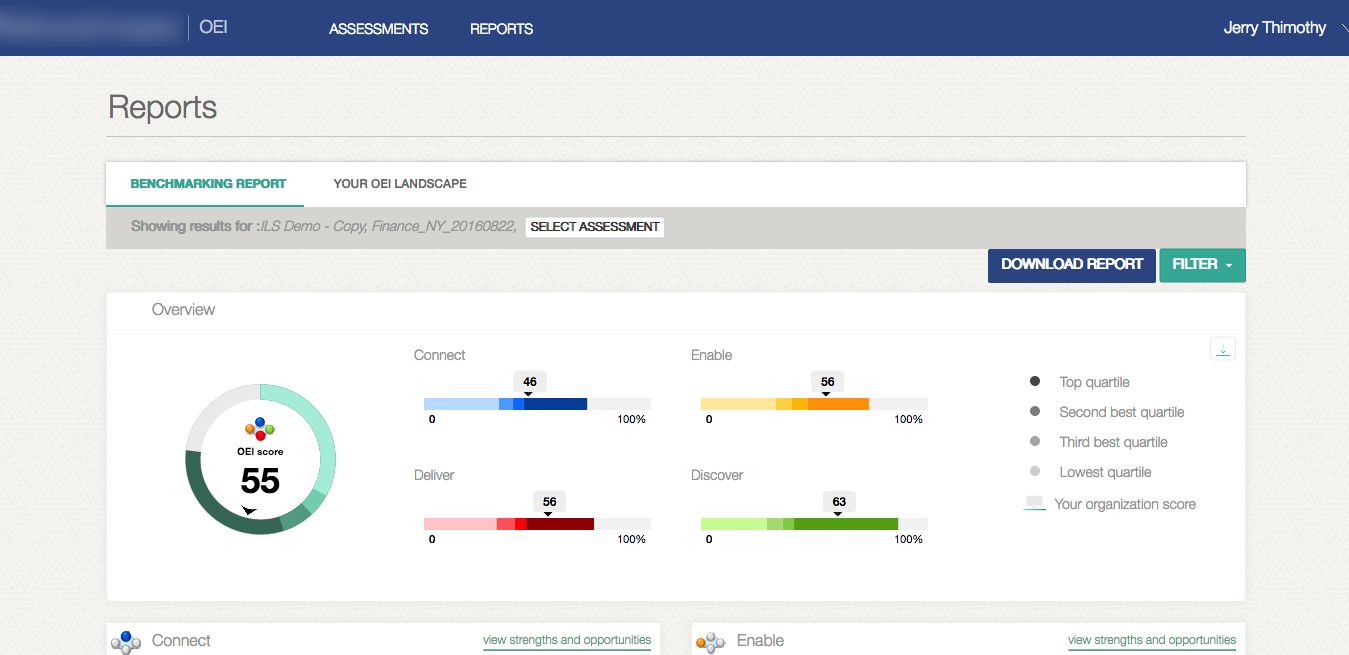 OEI
ASSESSMENTS REPORTS
Jerry Thimothy
Reports
BENCHMARKING REPORT YOUR OEI LANDSCAPE
Showing results for :ILS Demo - Copy, Finance_NY_20160822, SELECT ASSESSMENT
DOWNLOAD REPORT FILTER
Overview
OEI score
55
Connect
46
0 100%
Enable
56
0 100%
Deliver
56
0 100%
Discover
63
0 100%
Top quartile
Second best quartile
Third best quartile
Lowest quartile
Your organization score
Connect view strengths and opportunities
Enable view strengths and opportunities